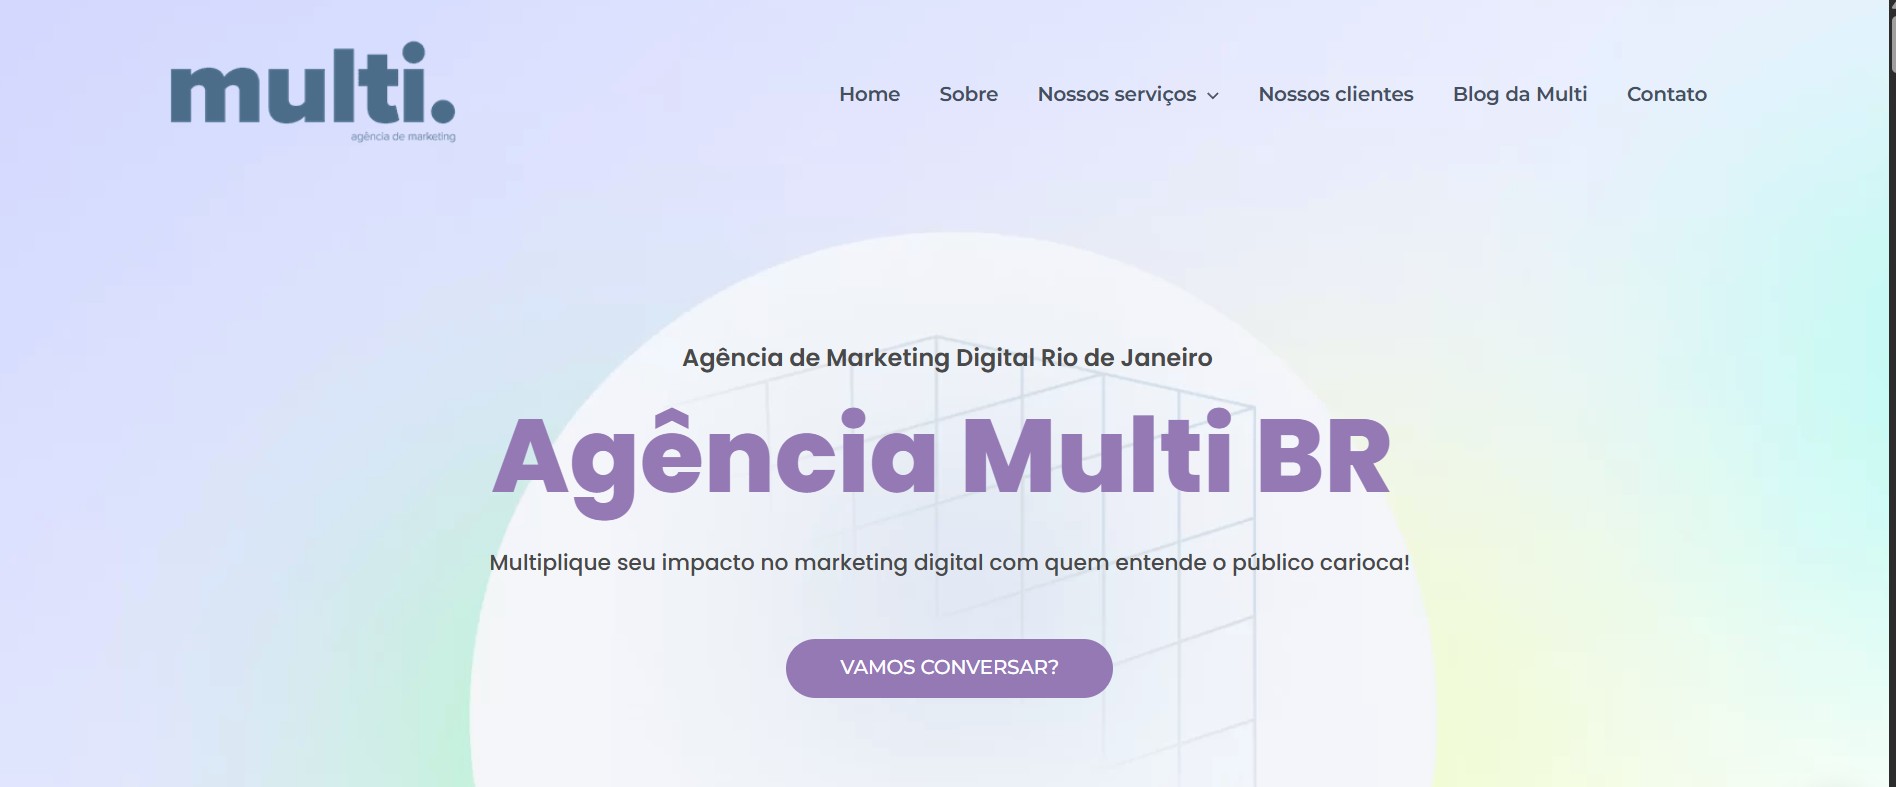 multi.
agência de marketing
Home Sobre Nossos serviços Nossos clientes Blog da Multi Contato
Agência de Marketing Digital Rio de Janeiro
Agência Multi BR
Multiplique seu impacto no marketing digital com quem entende o público carioca!
VAMOS CONVERSAR?